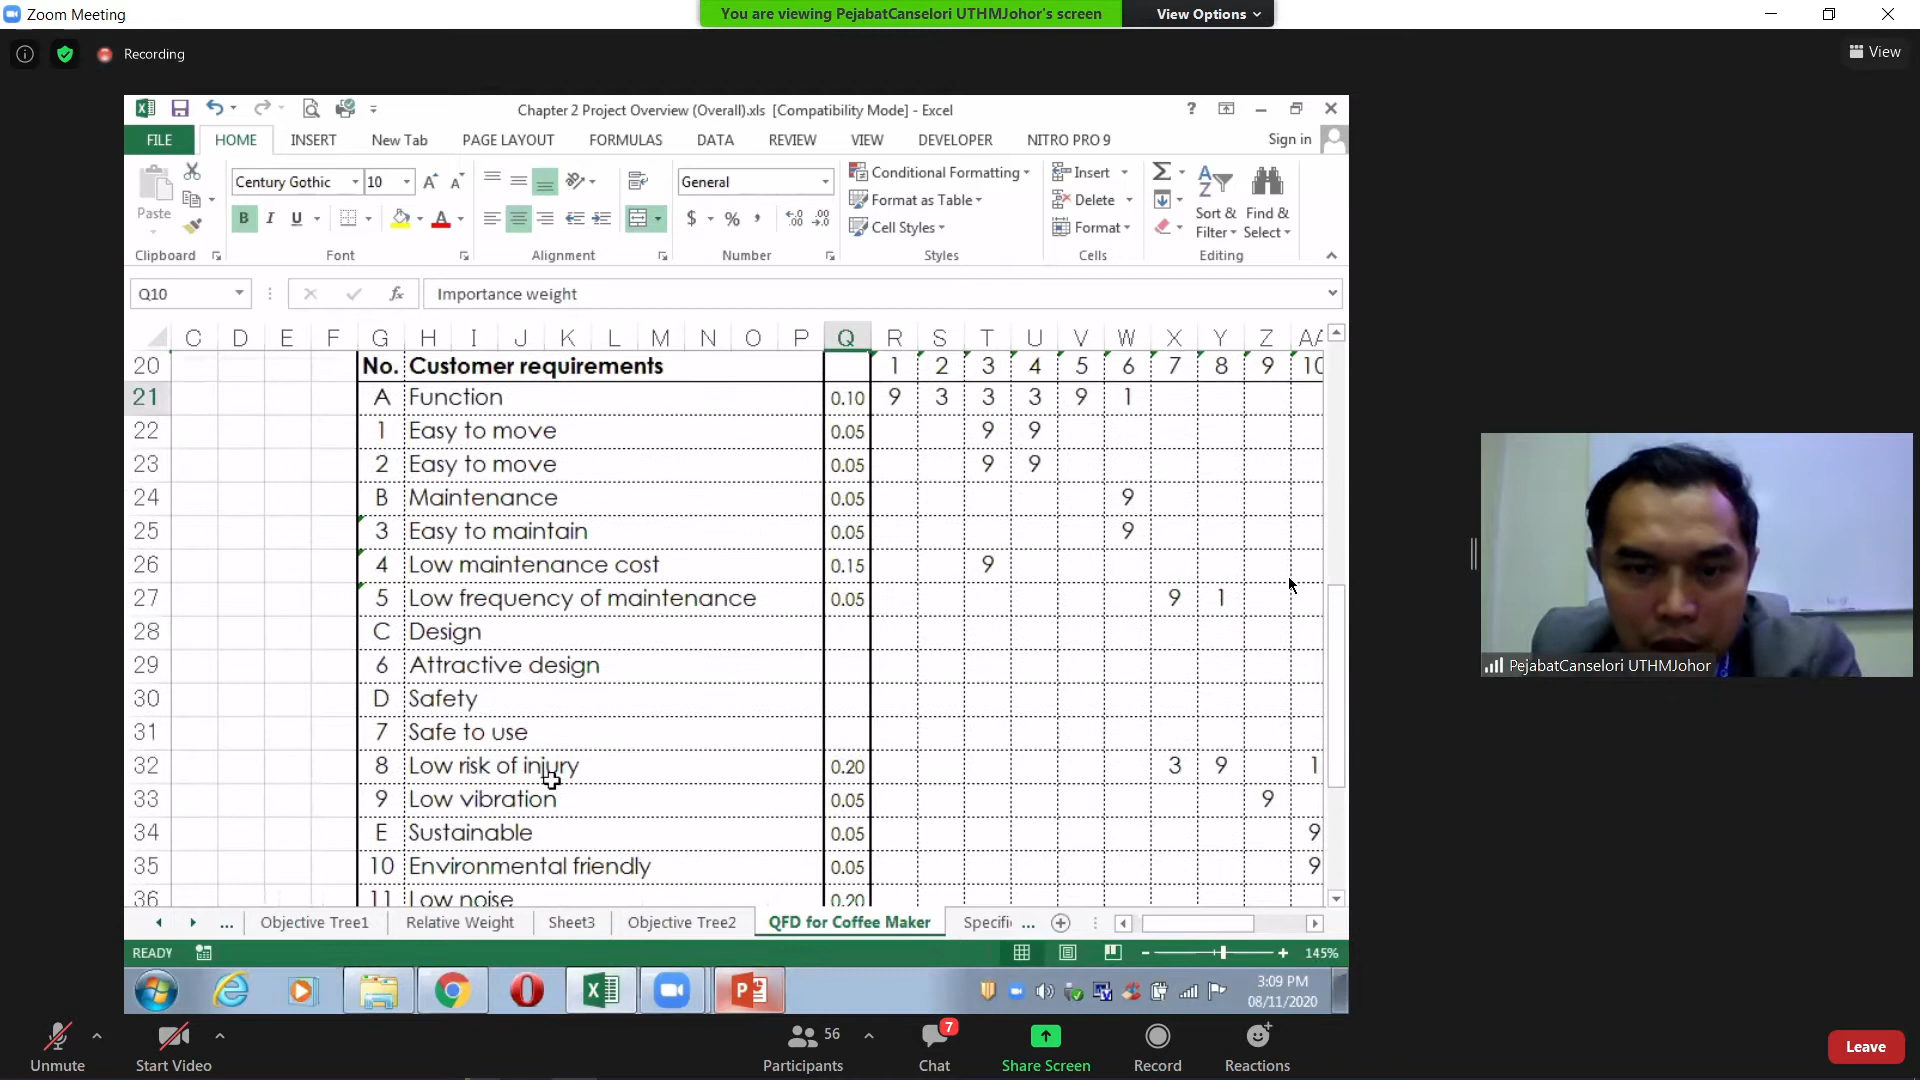 Zoom Meeting
You are viewing PejabatCanselori UTHMJohor's screen
View Options
Recording
View
Chapter 2 Project Overview (Overall).xls [Compatibility Mode] - Excel
FILE HOME INSERT New Tab PAGE LAYOUT FORMULAS DATA REVIEW VIEW DEVELOPER NITRO PRO 9 Sign in
Century Gothic 10 General Conditional Formatting Insert
Format as Table Delete
Paste B I U A $ % , Cell Styles Format Sort & Filter Find & Select
Clipboard Font Alignment Number Styles Cells Editing
Q10 fx Importance weight
C D E F G H I J K L M N O P Q R S T U V W X Y Z AA
20 No. Customer requirements 1 2 3 4 5 6 7 8 9 10
21 A Function 0.10 9 3 3 3 9 1
22 1 Easy to move 0.05 9 9
23 2 Easy to move 0.05 9 9
24 B Maintenance 0.05 9
25 3 Easy to maintain 0.05 9
26 4 Low maintenance cost 0.15 9
27 5 Low frequency of maintenance 0.05 9 1
28 C Design
29 6 Attractive design
30 D Safety
31 7 Safe to use
32 8 Low risk of injury 0.20 3 9 1
33 9 Low vibration 0.05 9
34 E Sustainable 0.05 9
35 10 Environmental friendly 0.05 9
36 11 Low noise 0.20
... Objective Tree1 Relative Weight Sheet3 Objective Tree2 QFD for Coffee Maker Specifi ...
READY 145%
3:09 PM
08/11/2020
PejabatCanselori UTHMJohor
Unmute Start Video Participants 56 Chat 7 Share Screen Record Reactions Leave